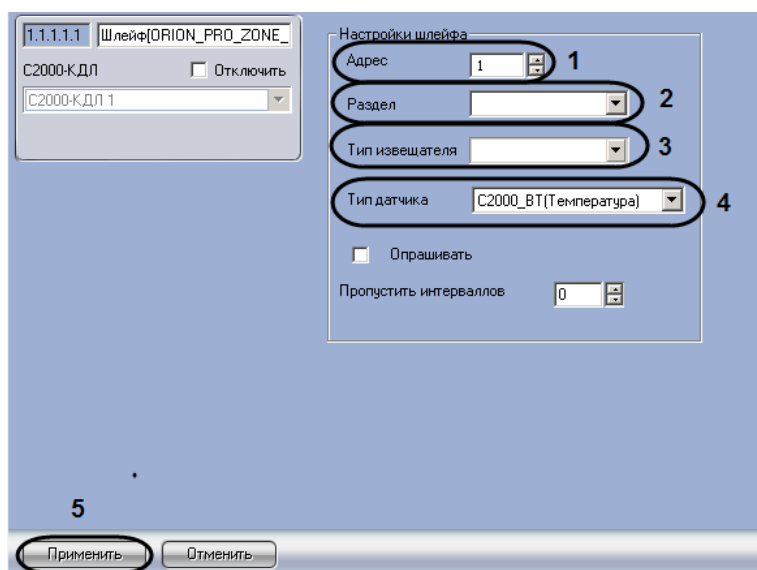 1.1.1.1.1 Шлейф[ORION_PRO_ZONE_
С2000-КДЛ Отключить
С2000-КДЛ 1
Настройки шлейфа
Адрес 1 1
Раздел 2
Тип извещателя 3
Тип датчика С2000_ВТ(Температура) 4
Опрашивать
Пропустить интервалов 0
5
Применить Отменить